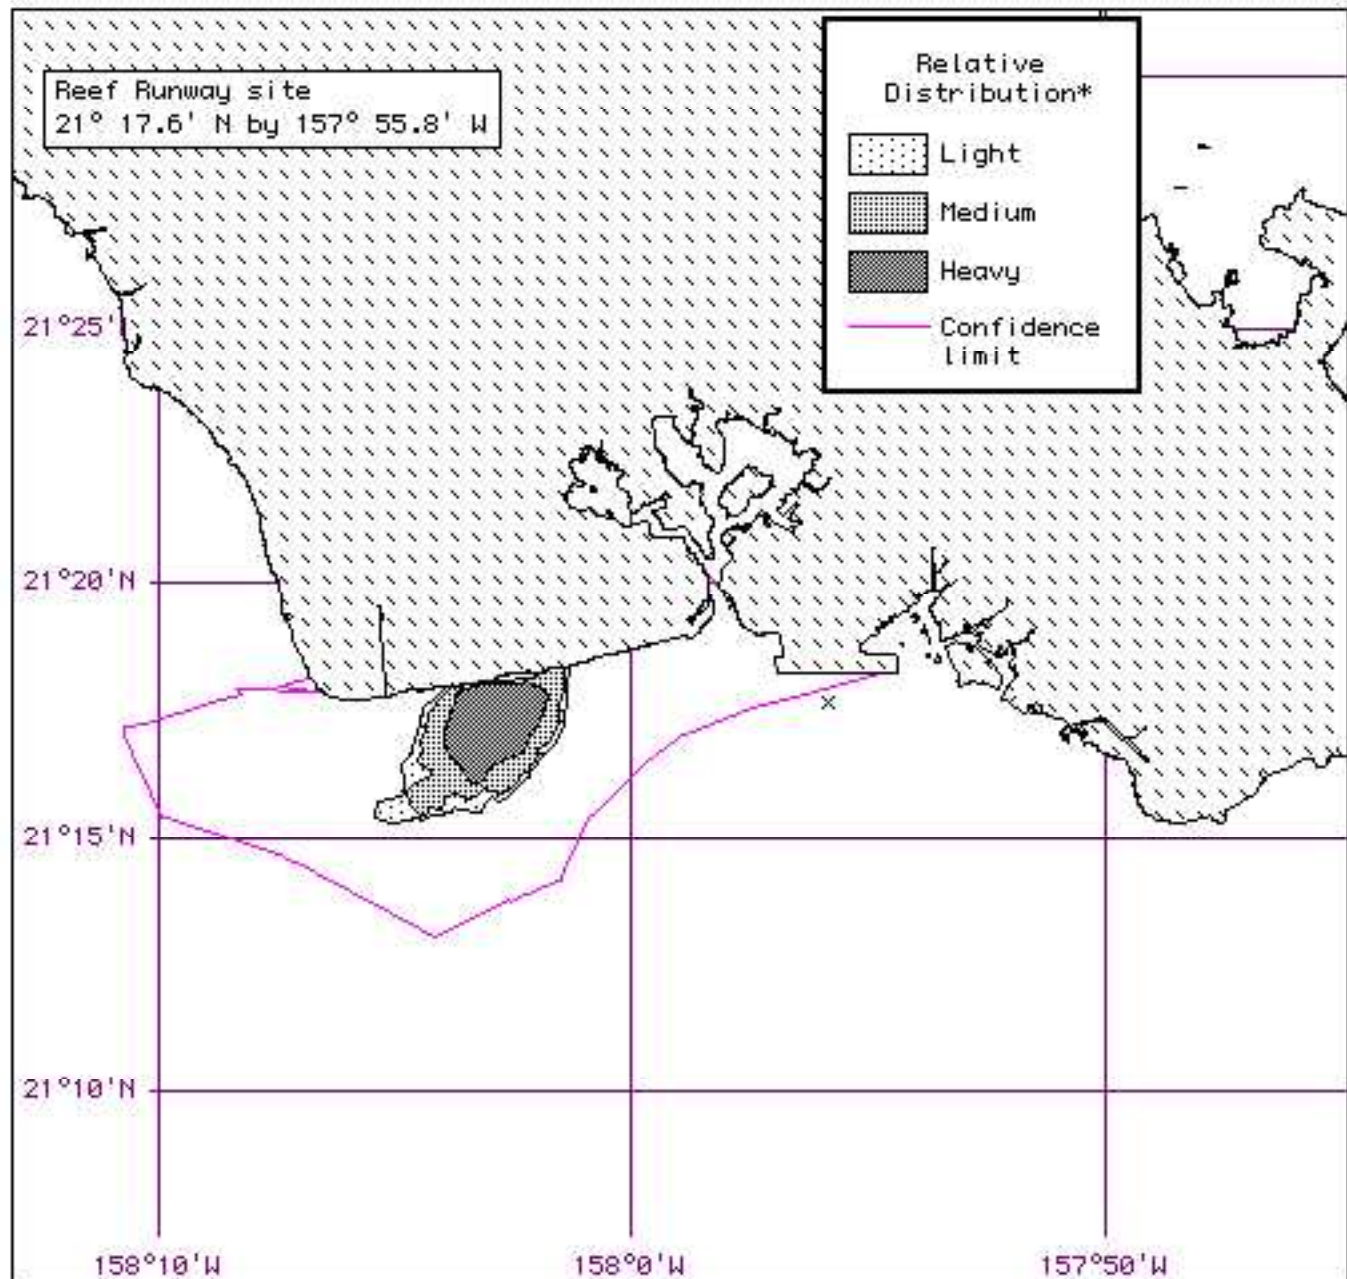 Reef Runway site
21° 17.6' N by 157° 55.8' W
Relative
Distribution*
Light
Medium
Heavy
Confidence
limit
21°25'
21°20'N
21°15'N
21°10'N
158°10'W
158°0'W
157°50'W